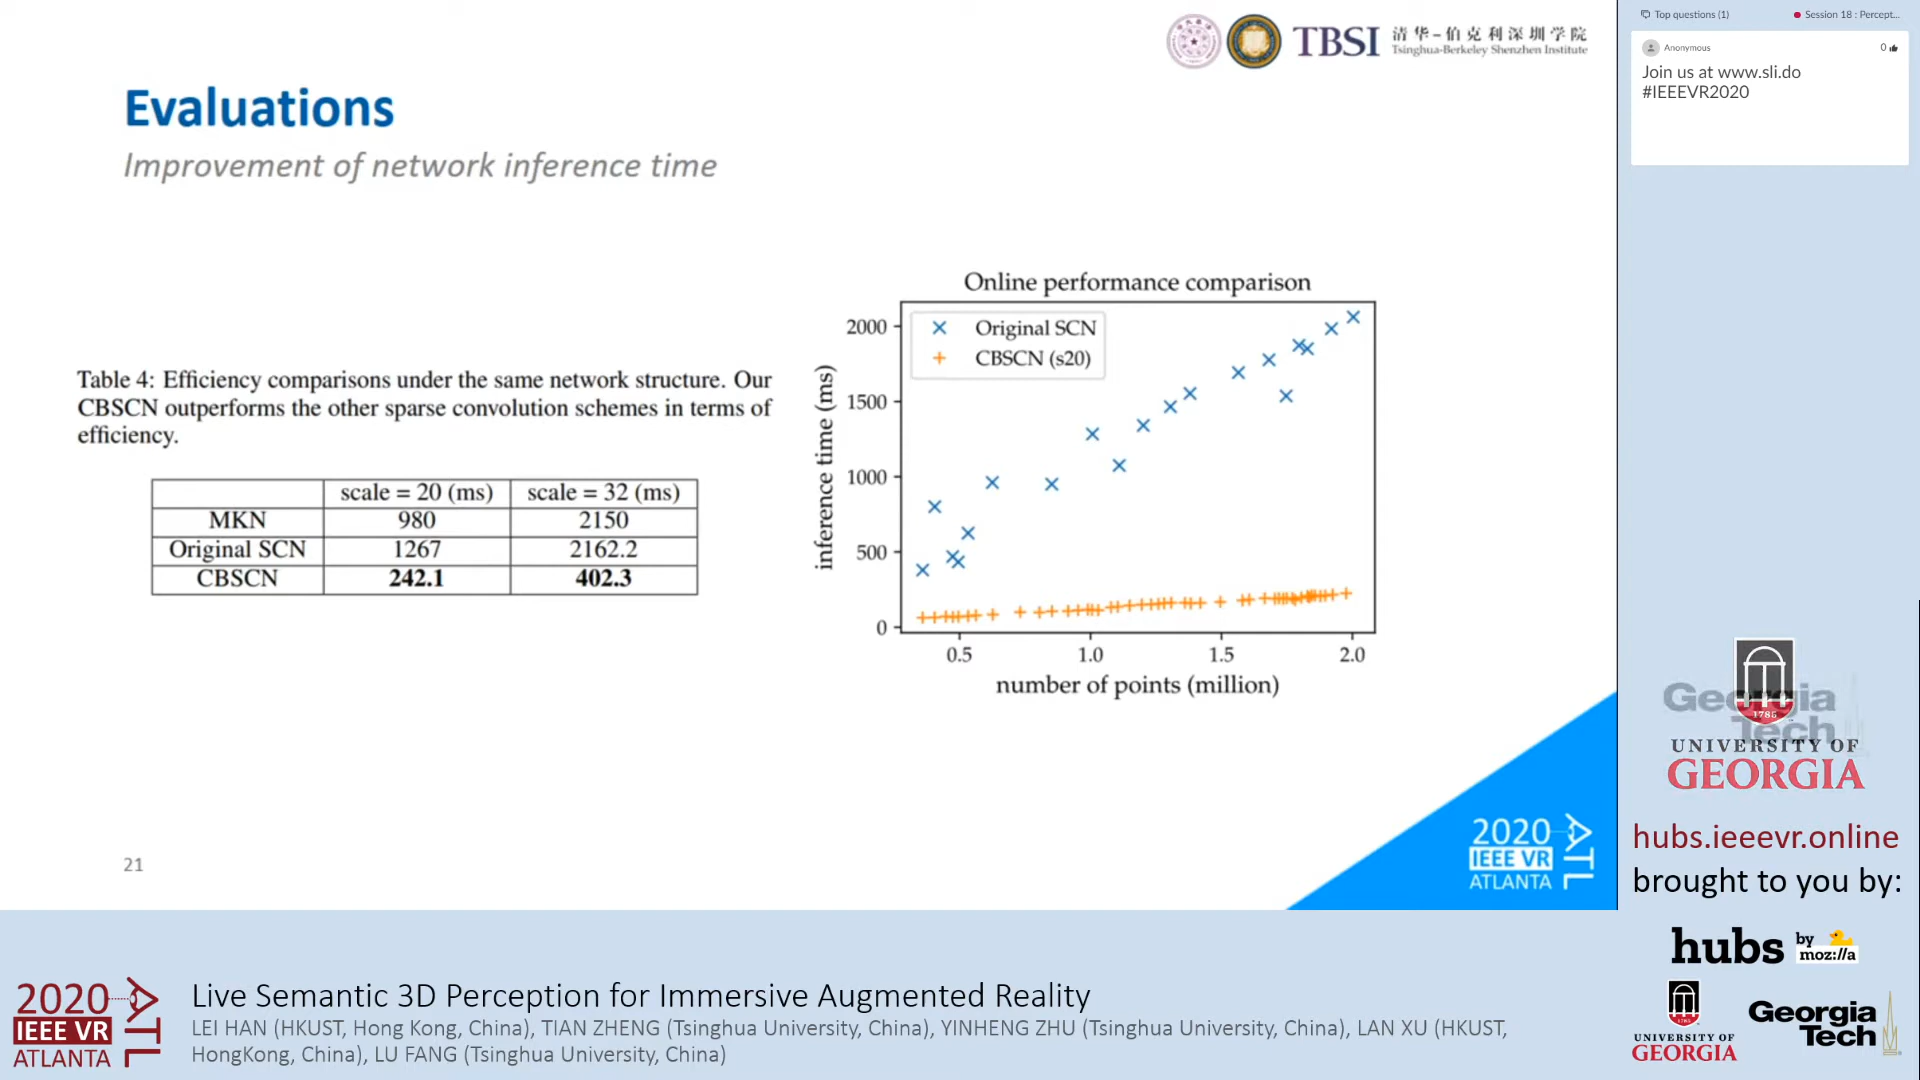 TBSI 清华-伯克利深圳学院
Tsinghua-Berkeley Shenzhen Institute
Evaluations
Improvement of network inference time
Table 4: Efficiency comparisons under the same network structure. Our
CBSCN outperforms the other sparse convolution schemes in terms of
efficiency.
scale = 20 (ms) scale = 32 (ms)
MKN 980 2150
Original SCN 1267 2162.2
CBSCN 242.1 402.3
Online performance comparison
Original SCN
CBSCN (s20)
inference time (ms)
2000
1500
1000
500
0
0.5 1.0 1.5 2.0
number of points (million)
21
2020
IEEE VR
ATLANTA
ATL
Top questions (1) Session 18 : Percept...
Anonymous 0
Join us at www.sli.do
#IEEEVR2020
Georgia
Tech
1785
UNIVERSITY OF
GEORGIA
hubs.ieeevr.online
brought to you by:
hubs by
moz://a
UNIVERSITY OF
GEORGIA
Georgia
Tech
2020
IEEE VR
ATLANTA
ATL
Live Semantic 3D Perception for Immersive Augmented Reality
LEI HAN (HKUST, Hong Kong, China), TIAN ZHENG (Tsinghua University, China), YINHENG ZHU (Tsinghua University, China), LAN XU (HKUST,
HongKong, China), LU FANG (Tsinghua University, China)